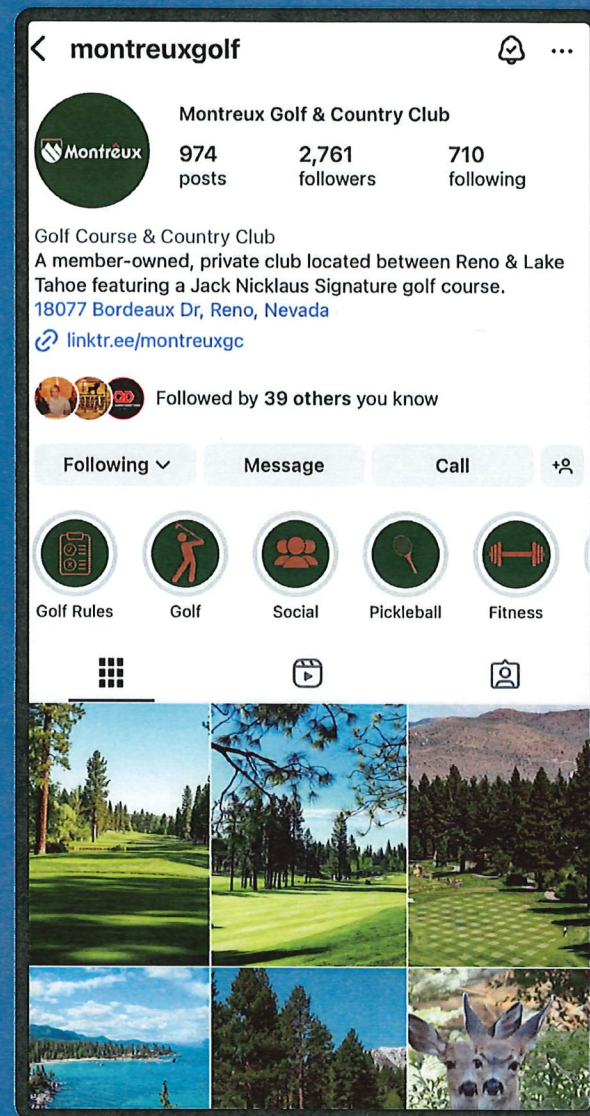 montreuxgolf
Montrêux
Montreux Golf & Country Club
974 2,761 710
posts followers following
Golf Course & Country Club
A member-owned, private club located between Reno & Lake
Tahoe featuring a Jack Nicklaus Signature golf course.
18077 Bordeaux Dr, Reno, Nevada
linktr.ee/montreuxgc
Followed by 39 others you know
Following Message Call
Golf Rules Golf Social Pickleball Fitness